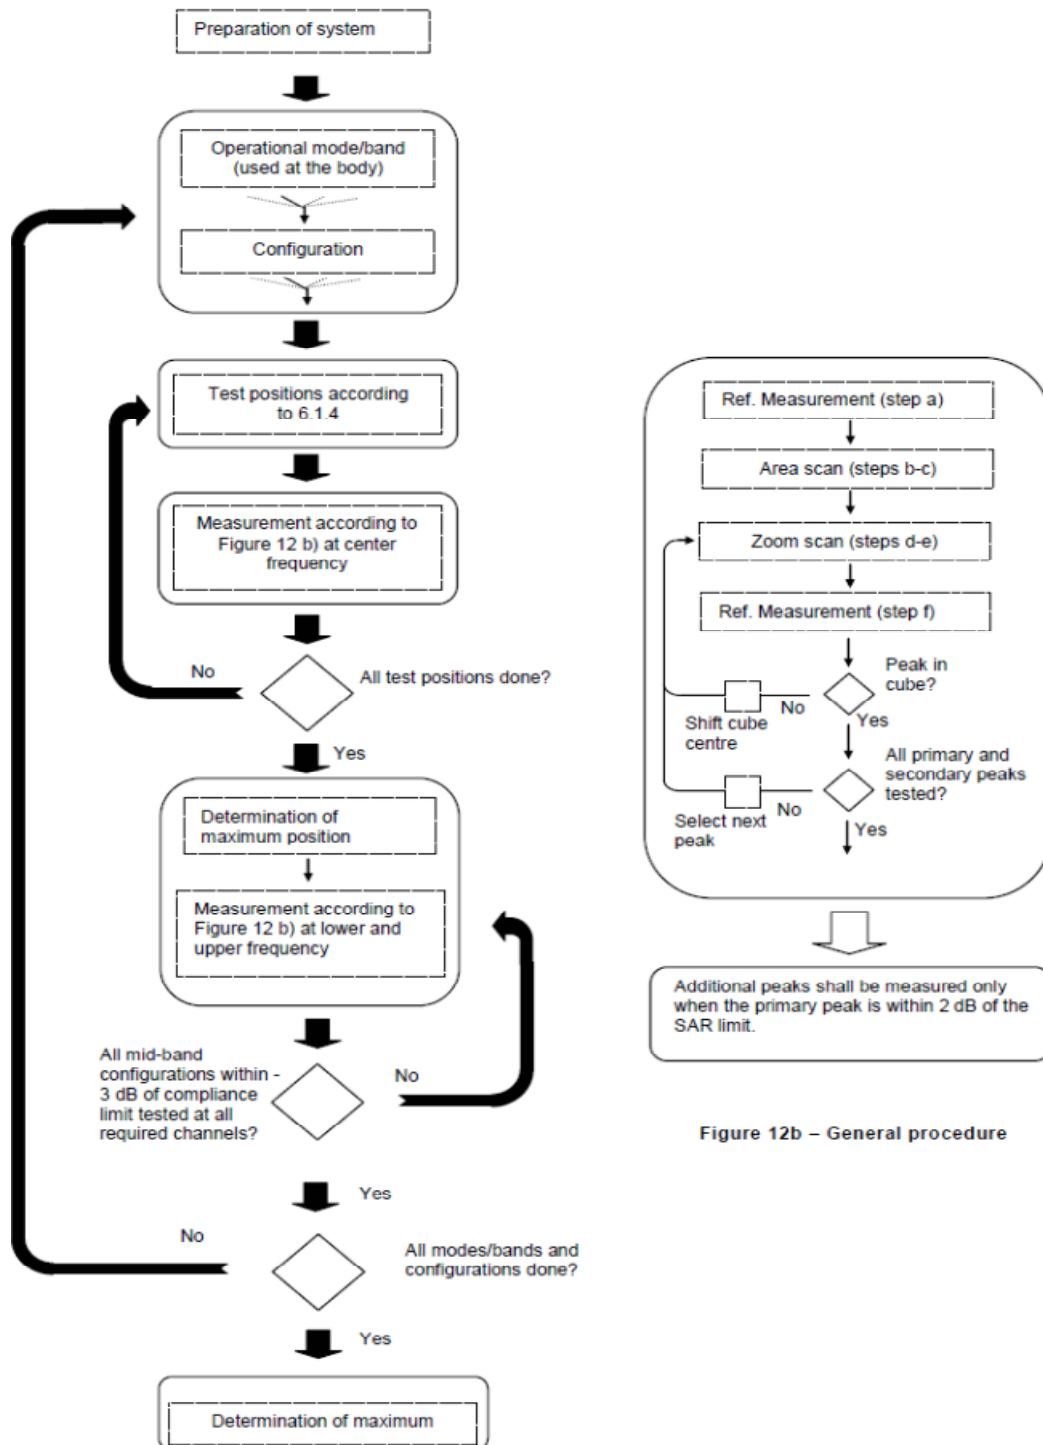 Preparation of system
Operational mode/band
(used at the body)
Configuration
Test positions according
to 6.1.4
Measurement according to
Figure 12 b) at center
frequency
No
All test positions done?
Yes
Determination of
maximum position
Measurement according to
Figure 12 b) at lower and
upper frequency
All mid-band
configurations within -
3 dB of compliance
limit tested at all
required channels?
No
Yes
No
All modes/bands and
configurations done?
Yes
Determination of maximum
Ref. Measurement (step a)
Area scan (steps b-c)
Zoom scan (steps d-e)
Ref. Measurement (step f)
Peak in
cube?
No
Shift cube
centre
Yes
All primary and
secondary peaks
tested?
No
Select next
peak
Yes
Additional peaks shall be measured only
when the primary peak is within 2 dB of the
SAR limit.
Figure 12b – General procedure